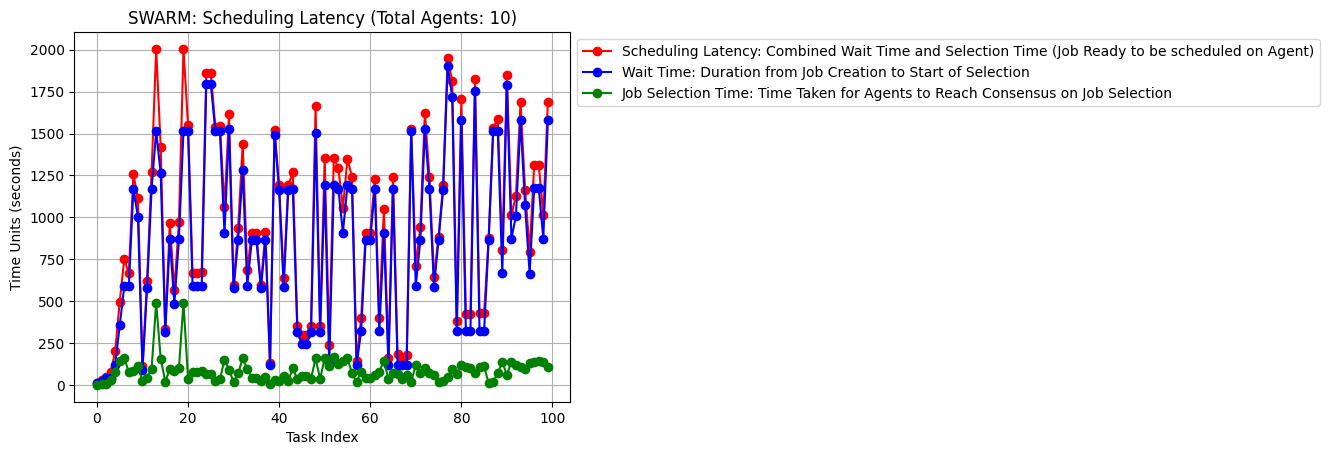 SWARM: Scheduling Latency (Total Agents: 10)
Scheduling Latency: Combined Wait Time and Selection Time (Job Ready to be scheduled on Agent)
Wait Time: Duration from Job Creation to Start of Selection
Job Selection Time: Time Taken for Agents to Reach Consensus on Job Selection
Time Units (seconds)
2000
1750
1500
1250
1000
750
500
250
0
0 20 40 60 80 100
Task Index